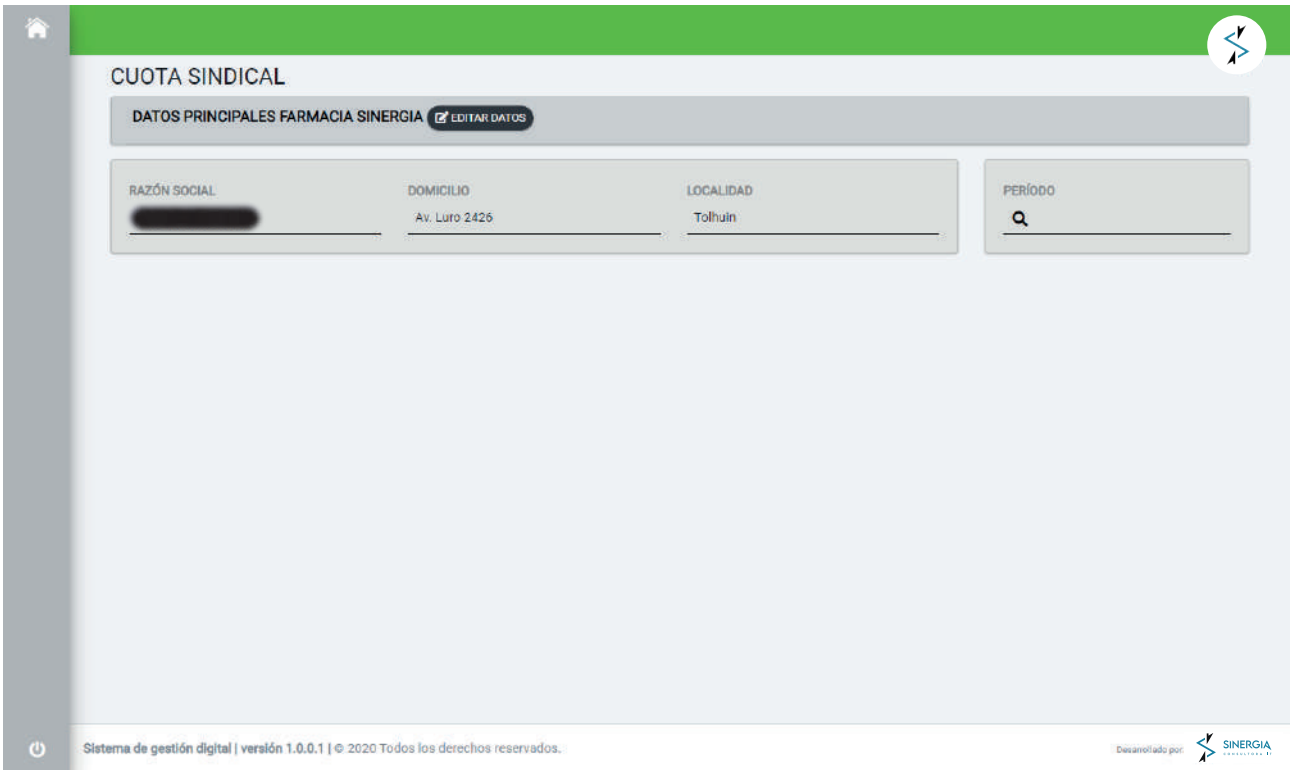 CUOTA SINDICAL
DATOS PRINCIPALES FARMACIA SINERGIA EDITAR DATOS
RAZÓN SOCIAL DOMICILIO LOCALIDAD PERÍODO
Av. Luro 2426 Tolhuin
Sistema de gestión digital | versión 1.0.0.1 | © 2020 Todos los derechos reservados.
Desarrollado por: SINERGIA